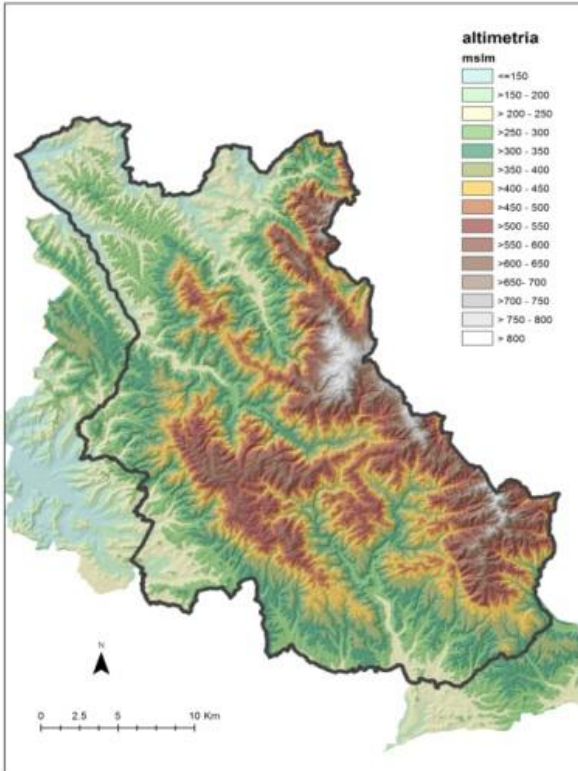 altimetria
mslm
<=150
>150 - 200
> 200 - 250
>250 - 300
>300 - 350
>350 - 400
>400 - 450
>450 - 500
>500 - 550
>550 - 600
>600 - 650
>650- 700
>700 - 750
> 750 - 800
> 800
N
0 2.5 5 10 Km